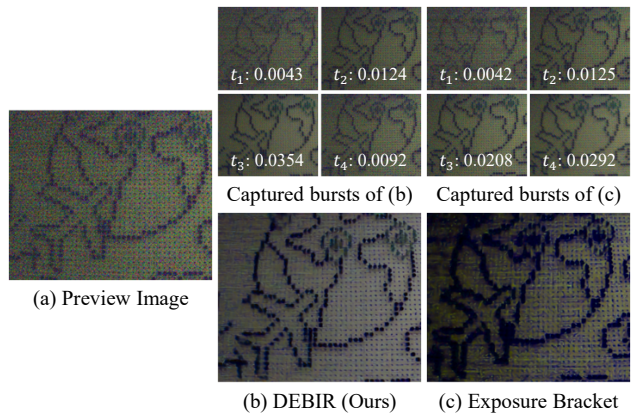 t₁: 0.0043
t₂: 0.0124
t₁: 0.0042
t₂: 0.0125
t₃: 0.0354
t₄: 0.0092
t₃: 0.0208
t₄: 0.0292
Captured bursts of (b)
Captured bursts of (c)
(a) Preview Image
(b) DEBIR (Ours)
(c) Exposure Bracket